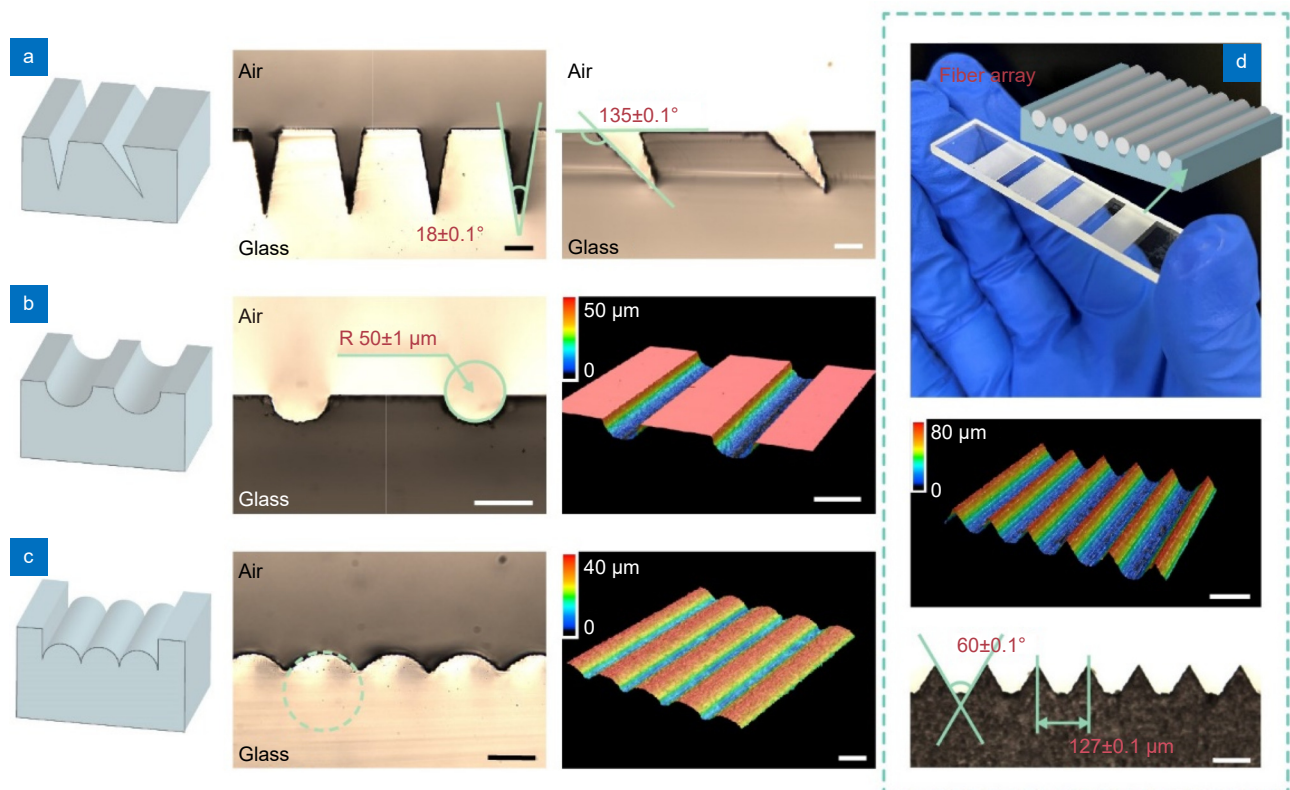 a
Air
18±0.1°
Glass
Air
135±0.1°
b
Air
R 50±1 µm
Glass
50 µm
0
c
Air
Glass
40 µm
0
d
Fiber array
80 µm
0
60±0.1°
127±0.1 µm